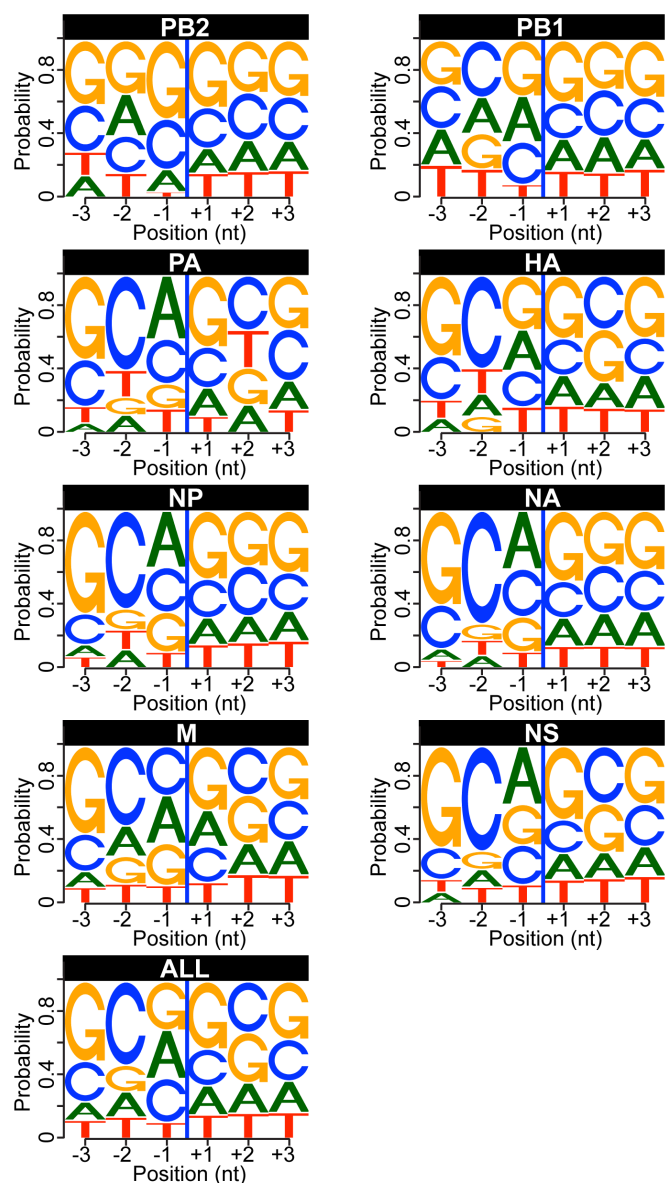 PB2
Probability
0.8
0.4
0
G G G G G G
C A C C C C
T C A A A A
A T T T T T
-3 -2 -1 +1 +2 +3
Position (nt)
PB1
Probability
0.8
0.4
0
G C G G G G
C A A C C C
A G C A A A
T T T T T T
-3 -2 -1 +1 +2 +3
Position (nt)
PA
Probability
0.8
0.4
0
G C A G C G
C T C C T C
T G G A G A
A A T T A T
-3 -2 -1 +1 +2 +3
Position (nt)
HA
Probability
0.8
0.4
0
G C G G C G
C T A C G C
T A C A A A
A G T T T T
-3 -2 -1 +1 +2 +3
Position (nt)
NP
Probability
0.8
0.4
0
G C A G G G
C G C C C C
A T G A A A
T A T T T T
-3 -2 -1 +1 +2 +3
Position (nt)
NA
Probability
0.8
0.4
0
G C A G G G
C G C C C C
A T G A A A
T A T T T T
-3 -2 -1 +1 +2 +3
Position (nt)
M
Probability
0.8
0.4
0
G C C G C G
C A A A G C
A G G C A A
T T T T T T
-3 -2 -1 +1 +2 +3
Position (nt)
NS
Probability
0.8
0.4
0
G C A G C G
C G G C G C
T A C A A A
A T T T T T
-3 -2 -1 +1 +2 +3
Position (nt)
ALL
Probability
0.8
0.4
0
G C G G C G
C G A C G C
A A C A A A
T T T T T T
-3 -2 -1 +1 +2 +3
Position (nt)